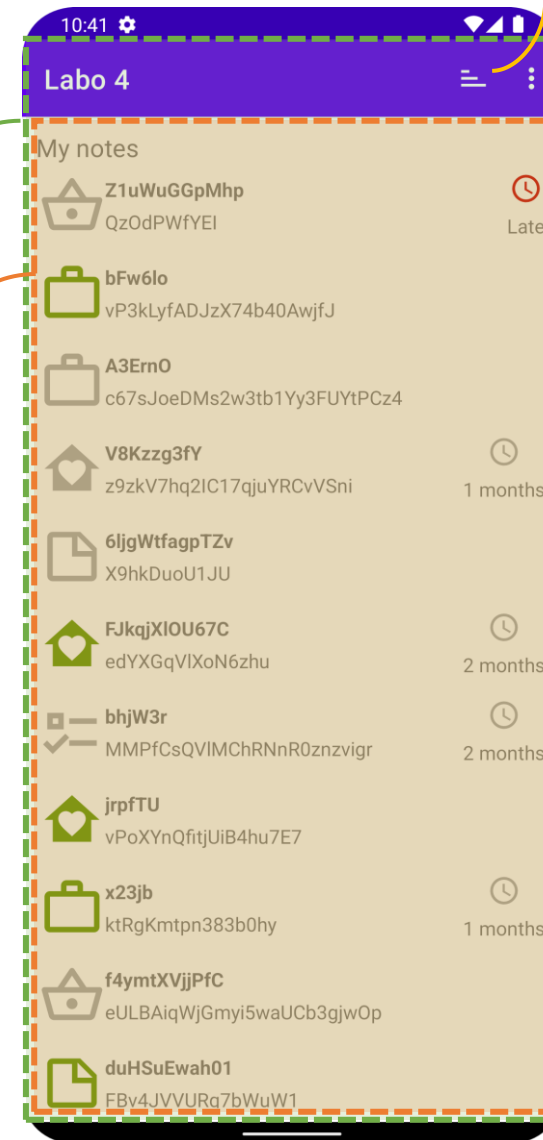 10:41
Labo 4
My notes
Z1uWuGGpMhp
QzOdPWfYEI
Late
bFw6lo
vP3kLyfADJzX74b40AwjfJ
A3ErnO
c67sJoeDMs2w3tb1Yy3FUYtPCz4
V8Kzzg3fY
z9zkV7hq2IC17qjuYRCvVSni
1 months
6ljgWtfagpTZv
X9hkDuoU1JU
FJkqjXlOU67C
edYXGqVlXoN6zhu
2 months
bhjW3r
MMPfCsQVlMChRNnR0znzvigr
2 months
jrpfTU
vPoXYnQfitjUiB4hu7E7
x23jb
ktRgKmtpn383b0hy
1 months
f4ymtXVjjPfC
eULBAiqWjGmyi5waUCb3gjwOp
duHSuEwah01
FBv4JVVURq7bWuW1